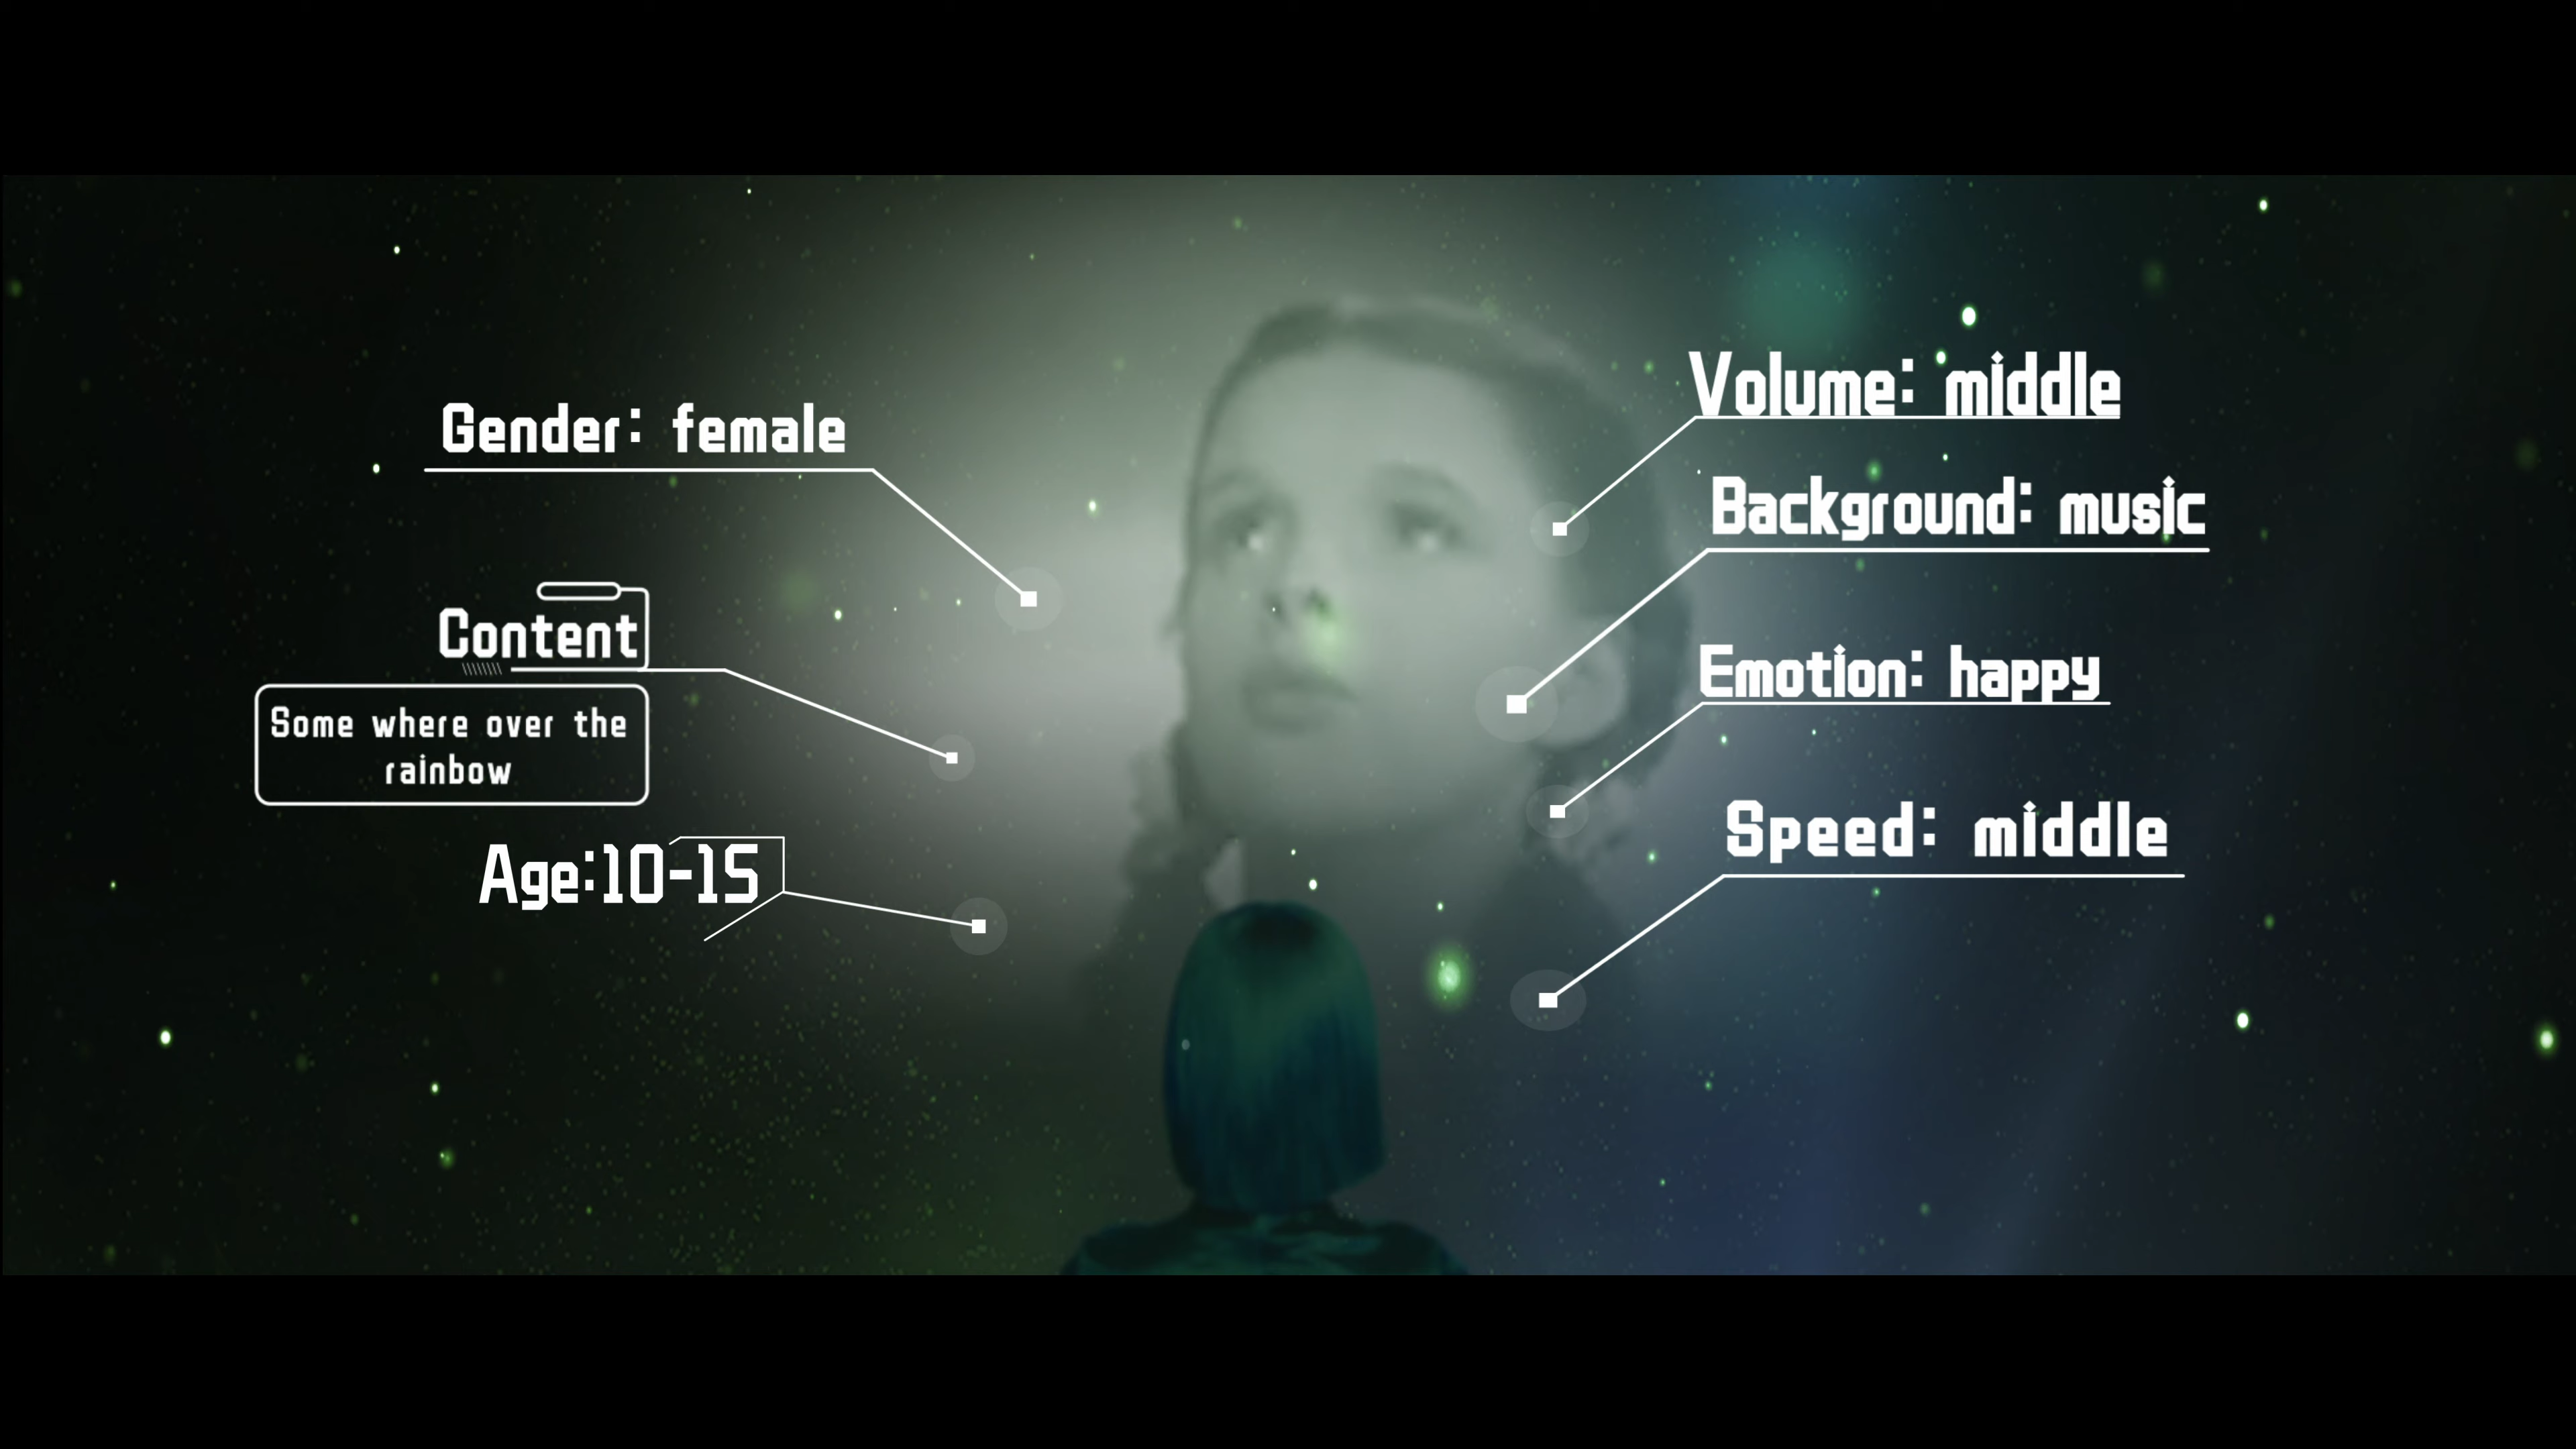 Gender: female
Content
Some where over the
rainbow
Age:10-15
Volume: middle
Background: music
Emotion: happy
Speed: middle